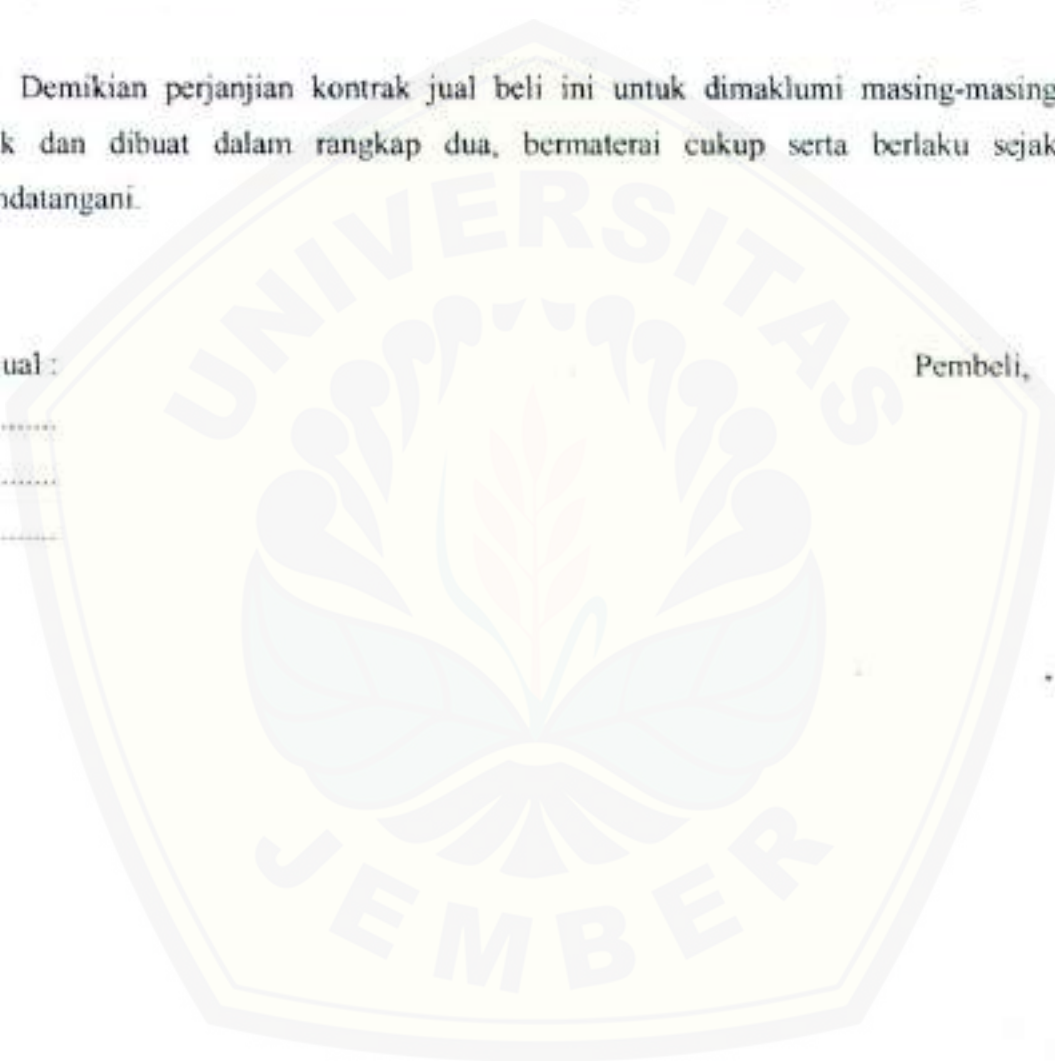 Demikian perjanjian kontrak jual beli ini untuk dimaklumi masing-masing
k dan dibuat dalam rangkap dua, bermaterai cukup serta berlaku sejak
ndatangani.
ual :
Pembeli,
..........
..........
..........
UNIVERSITAS
JEMBER